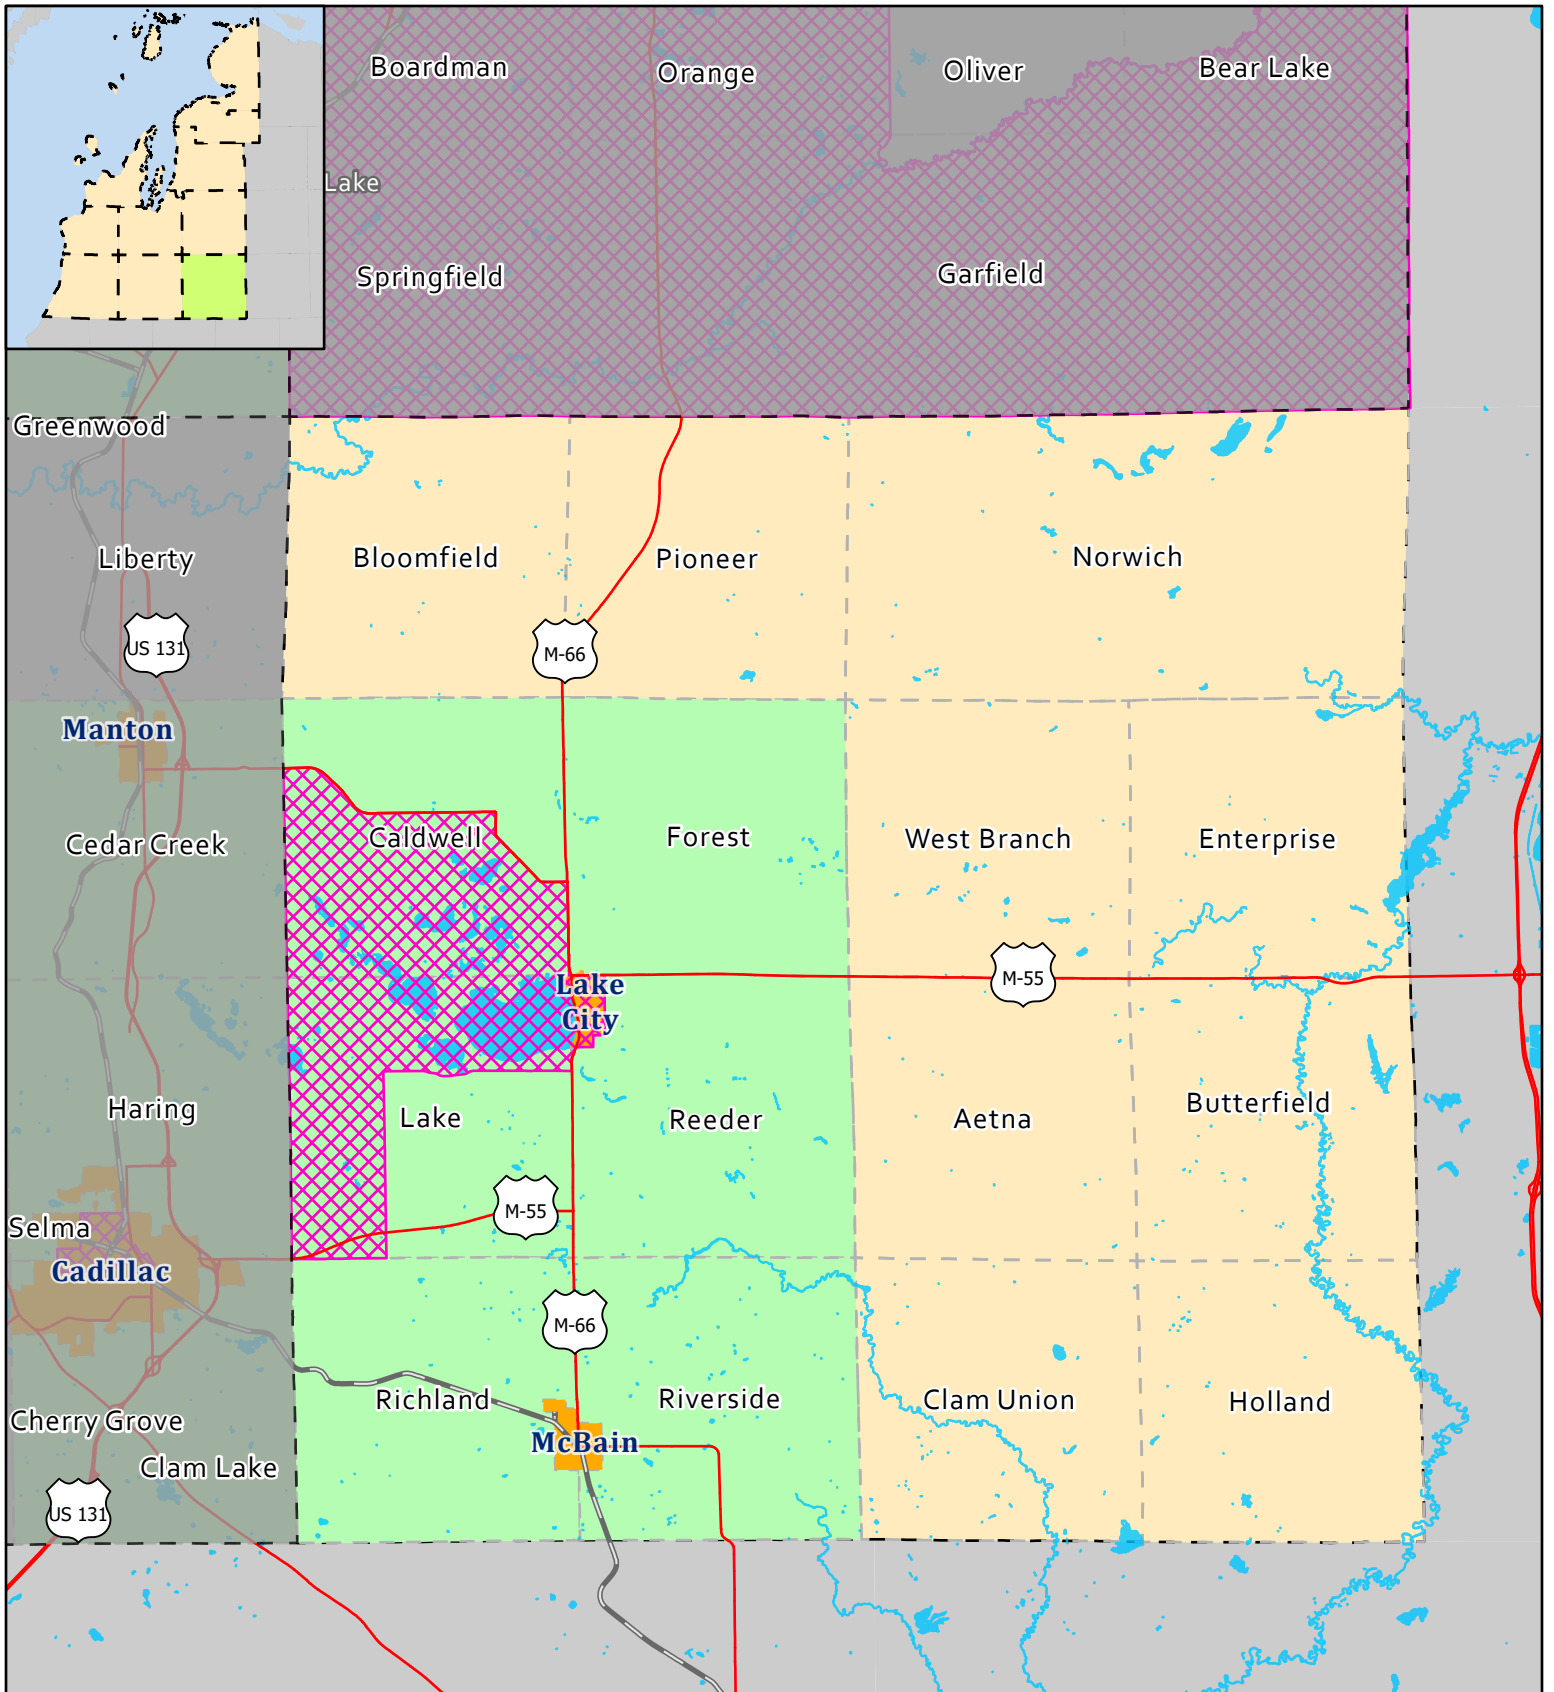 Boardman
Orange
Oliver
Bear Lake
Lake
Springfield
Garfield
Greenwood
Liberty
Bloomfield
Pioneer
Norwich
US 131
M-66
Manton
Cedar Creek
Caldwell
Forest
West Branch
Enterprise
Lake
City
M-55
Haring
Lake
Reeder
Aetna
Butterfield
M-55
Selma
Cadillac
M-66
Richland
Riverside
Clam Union
Holland
Cherry Grove
McBain
Clam Lake
US 131